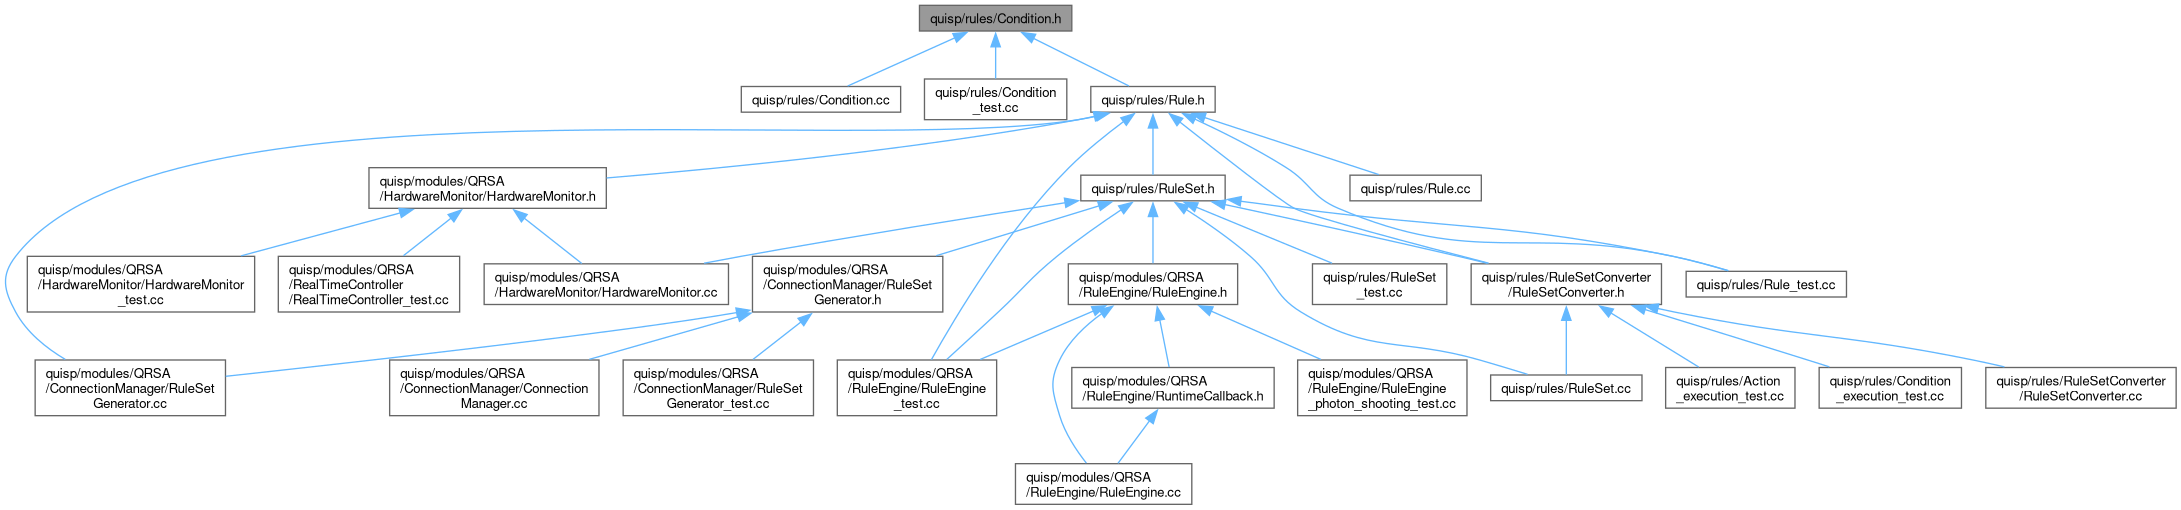 quisp/rules/Condition.h
quisp/rules/Condition.cc
quisp/rules/Condition
_test.cc
quisp/rules/Rule.h
quisp/modules/QRSA
/HardwareMonitor/HardwareMonitor.h
quisp/rules/RuleSet.h
quisp/rules/Rule.cc
quisp/modules/QRSA
/HardwareMonitor/HardwareMonitor
_test.cc
quisp/modules/QRSA
/RealTimeController
/RealTimeController_test.cc
quisp/modules/QRSA
/HardwareMonitor/HardwareMonitor.cc
quisp/modules/QRSA
/ConnectionManager/RuleSet
Generator.h
quisp/modules/QRSA
/RuleEngine/RuleEngine.h
quisp/rules/RuleSet
_test.cc
quisp/rules/RuleSetConverter
/RuleSetConverter.h
quisp/rules/Rule_test.cc
quisp/modules/QRSA
/ConnectionManager/RuleSet
Generator.cc
quisp/modules/QRSA
/ConnectionManager/Connection
Manager.cc
quisp/modules/QRSA
/ConnectionManager/RuleSet
Generator_test.cc
quisp/modules/QRSA
/RuleEngine/RuleEngine
_test.cc
quisp/modules/QRSA
/RuleEngine/RuntimeCallback.h
quisp/modules/QRSA
/RuleEngine/RuleEngine
_photon_shooting_test.cc
quisp/rules/RuleSet.cc
quisp/rules/Action
_execution_test.cc
quisp/rules/Condition
_execution_test.cc
quisp/rules/RuleSetConverter
/RuleSetConverter.cc
quisp/modules/QRSA
/RuleEngine/RuleEngine.cc